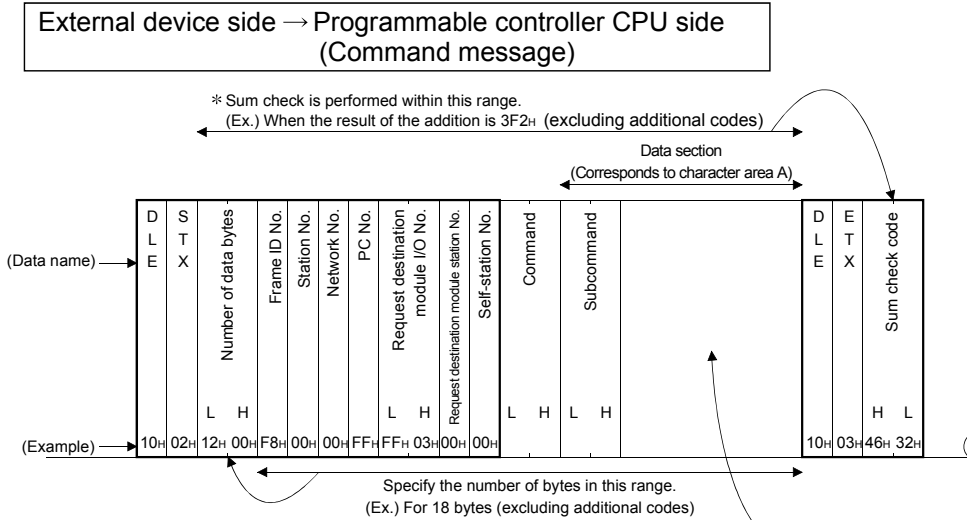 External device side → Programmable controller CPU side
(Command message)
* Sum check is performed within this range.
(Ex.) When the result of the addition is 3F2H (excluding additional codes)
Data section
(Corresponds to character area A)
(Data name)
DLE
STX
Number of data bytes
Frame ID No.
Station No.
Network No.
PC No.
Request destination module I/O No.
Request destination module station No.
Self-station No.
Command
Subcommand
DLE
ETX
Sum check code
L H L H L H L H H L
(Example)
10H 02H 12H 00H F8H 00H 00H FFH FFH 03H 00H 00H 10H 03H 46H 32H
Specify the number of bytes in this range.
(Ex.) For 18 bytes (excluding additional codes)